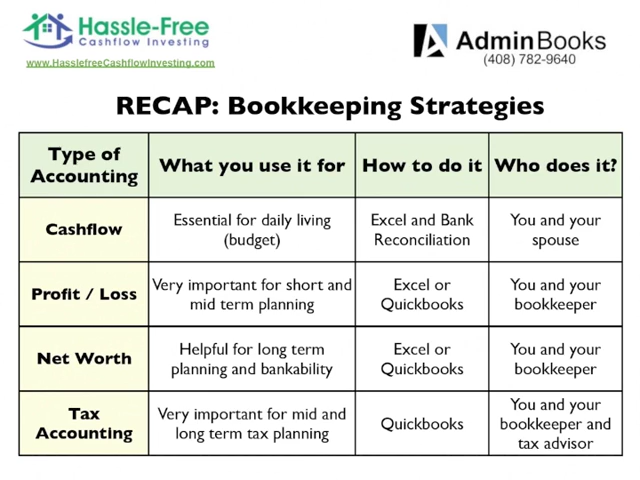 Hassle-Free
Cashflow Investing
www.HasslefreeCashflowInvesting.com
AdminBooks
(408) 782-9640
RECAP: Bookkeeping Strategies
Type of
Accounting
What you use it for
How to do it
Who does it?
Cashflow
Essential for daily living
(budget)
Excel and Bank
Reconciliation
You and your
spouse
Profit / Loss
Very important for short and
mid term planning
Excel or
Quickbooks
You and your
bookkeeper
Net Worth
Helpful for long term
planning and bankability
Excel or
Quickbooks
You and your
bookkeeper
Tax
Accounting
Very important for mid and
long term tax planning
Quickbooks
You and your
bookkeeper and
tax advisor